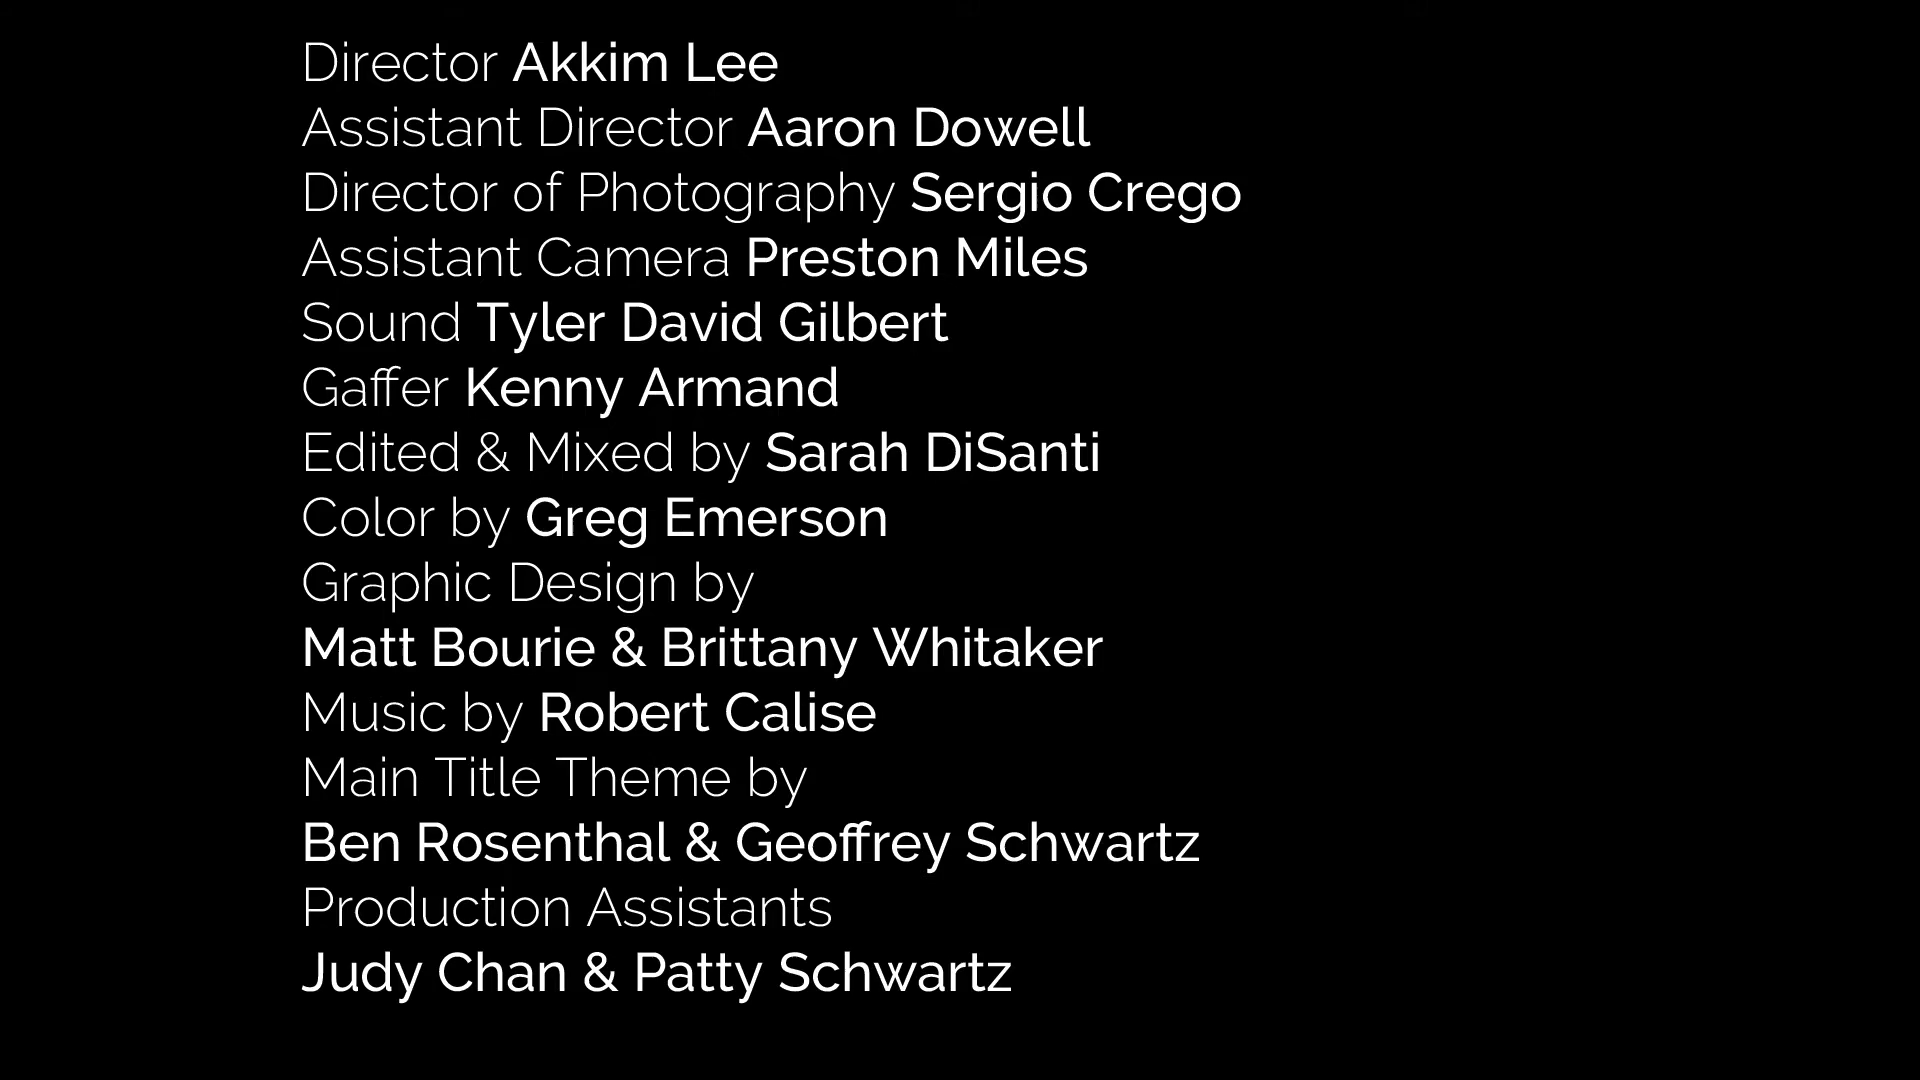 Director Akkim Lee
Assistant Director Aaron Dowell
Director of Photography Sergio Crego
Assistant Camera Preston Miles
Sound Tyler David Gilbert
Gaffer Kenny Armand
Edited & Mixed by Sarah DiSanti
Color by Greg Emerson
Graphic Design by
Matt Bourie & Brittany Whitaker
Music by Robert Calise
Main Title Theme by
Ben Rosenthal & Geoffrey Schwartz
Production Assistants
Judy Chan & Patty Schwartz